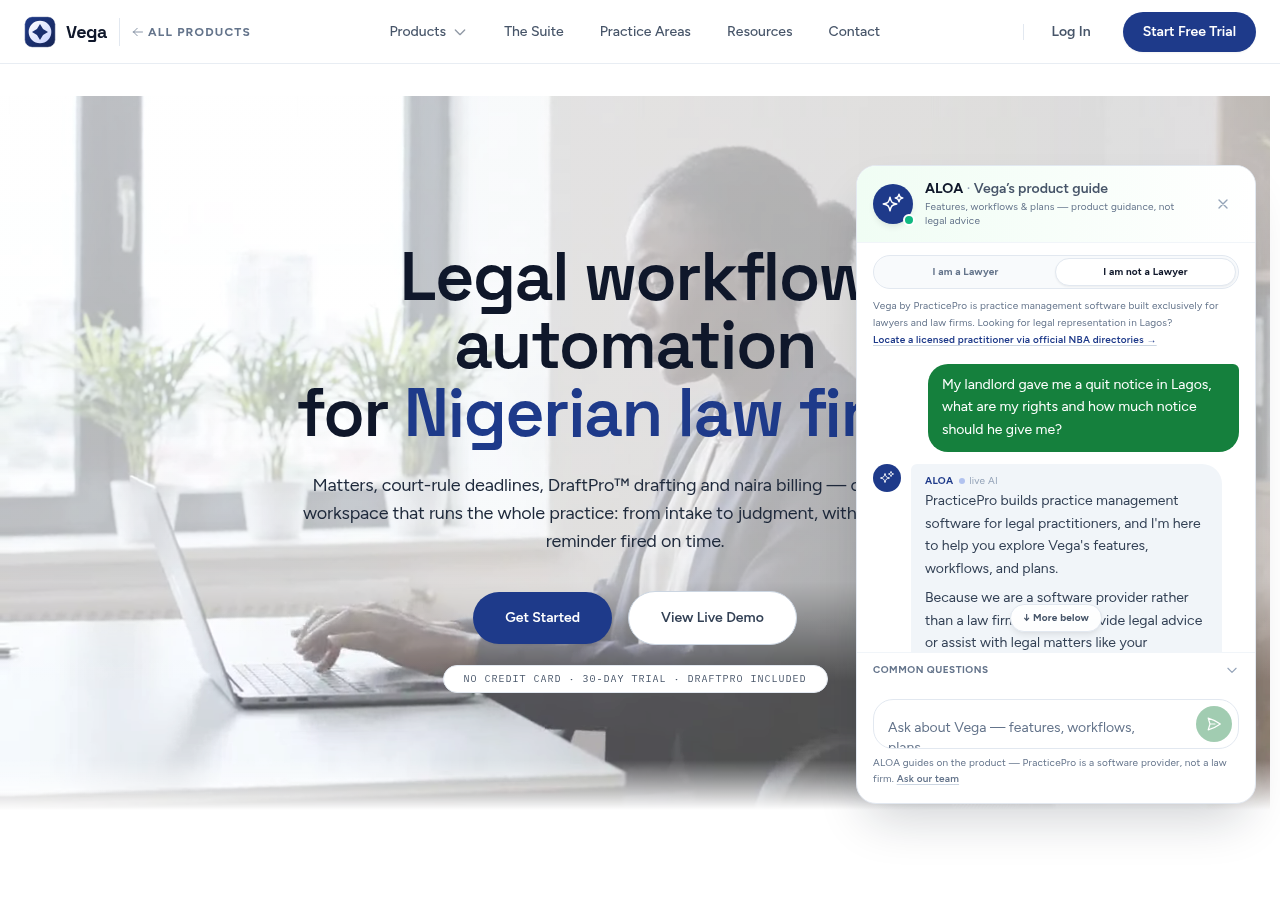 Vega
← ALL PRODUCTS
Products
The Suite
Practice Areas
Resources
Contact
Log In
Start Free Trial
Legal workflow
automation
for Nigerian law fir
Matters, court-rule deadlines, DraftPro™ drafting and naira billing —
workspace that runs the whole practice: from intake to judgment, with
reminder fired on time.
Get Started
View Live Demo
NO CREDIT CARD · 30-DAY TRIAL · DRAFTPRO INCLUDED
ALOA · Vega’s product guide
Features, workflows & plans — product guidance, not
legal advice
I am a Lawyer
I am not a Lawyer
Vega by PracticePro is practice management software built exclusively for
lawyers and law firms. Looking for legal representation in Lagos?
Locate a licensed practitioner via official NBA directories →
My landlord gave me a quit notice in Lagos,
what are my rights and how much notice
should he give me?
ALOA live AI
PracticePro builds practice management
software for legal practitioners, and I'm here
to help you explore Vega's features,
workflows, and plans.
Because we are a software provider rather
than a law firm vide legal advice
or assist with legal matters like your
↓ More below
COMMON QUESTIONS
Ask about Vega — features, workflows,
plans
ALOA guides on the product — PracticePro is a software provider, not a law
firm. Ask our team